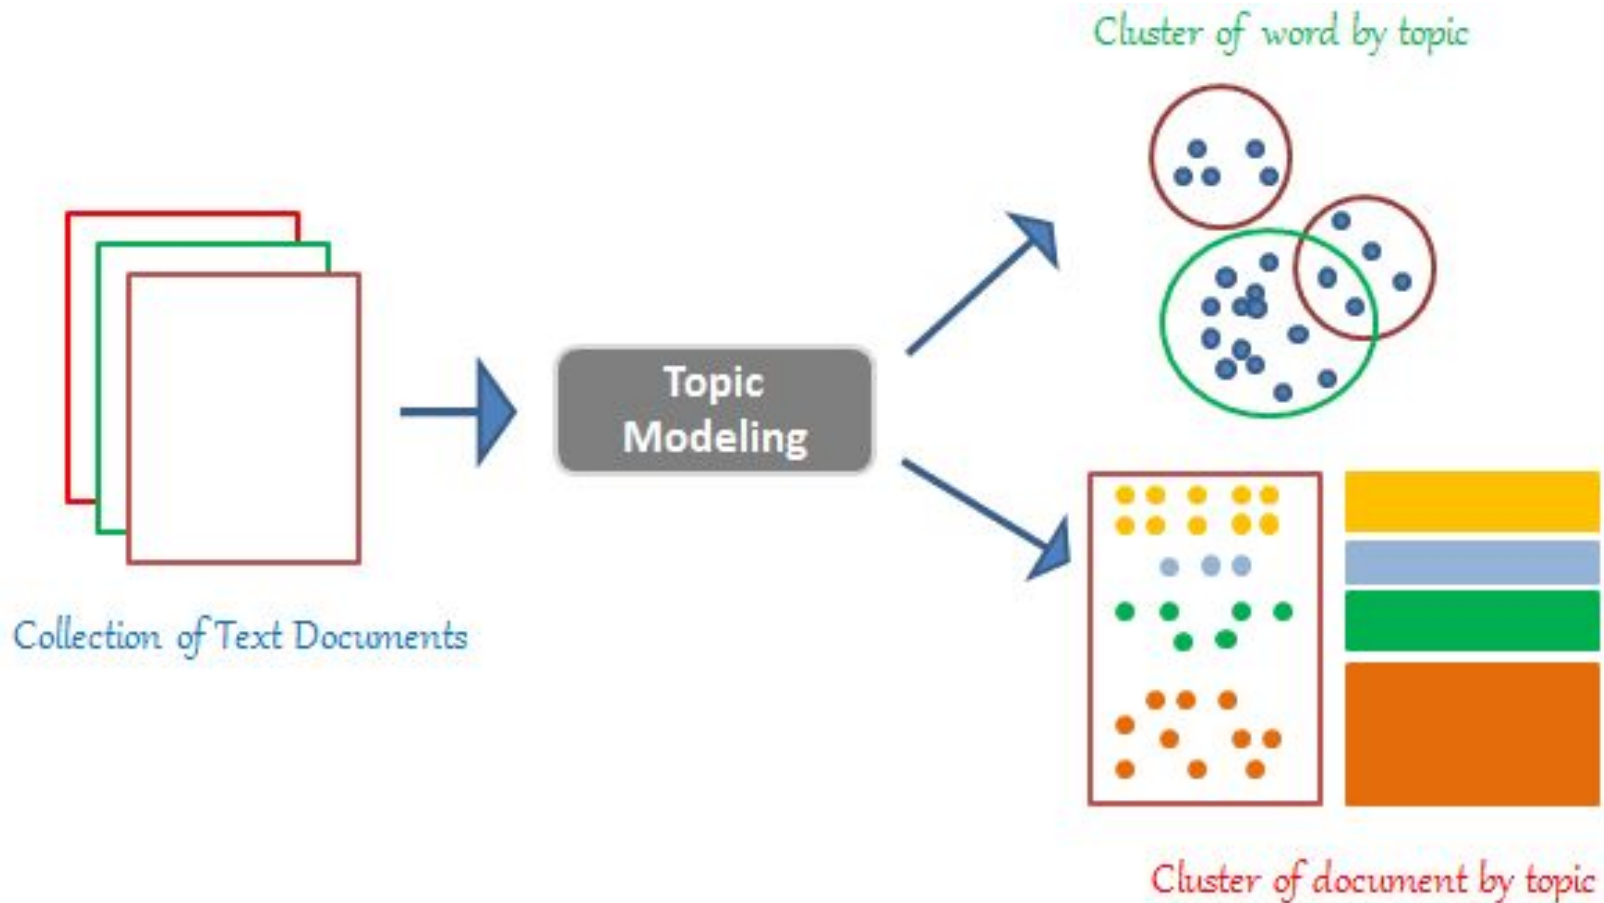 Cluster of word by topic
Topic
Modeling
Collection of Text Documents
Cluster of document by topic